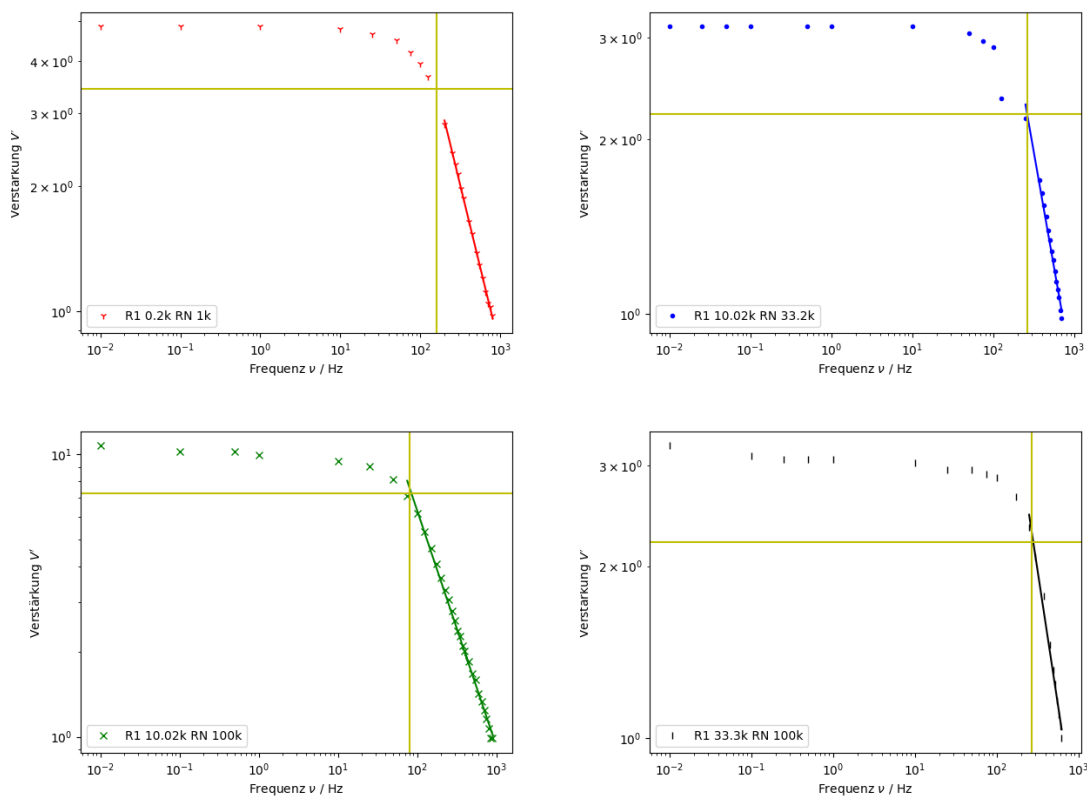 4 × 10⁰
3 × 10⁰
2 × 10⁰
10⁰
Verstärkung V'
R1 0.2k RN 1k
10⁻² 10⁻¹ 10⁰ 10¹ 10² 10³
Frequenz ν / Hz
3 × 10⁰
2 × 10⁰
10⁰
Verstärkung V'
R1 10.02k RN 33.2k
10⁻² 10⁻¹ 10⁰ 10¹ 10² 10³
Frequenz ν / Hz
10¹
10⁰
Verstärkung V'
R1 10.02k RN 100k
10⁻² 10⁻¹ 10⁰ 10¹ 10² 10³
Frequenz ν / Hz
3 × 10⁰
2 × 10⁰
10⁰
Verstärkung V'
R1 33.3k RN 100k
10⁻² 10⁻¹ 10⁰ 10¹ 10² 10³
Frequenz ν / Hz